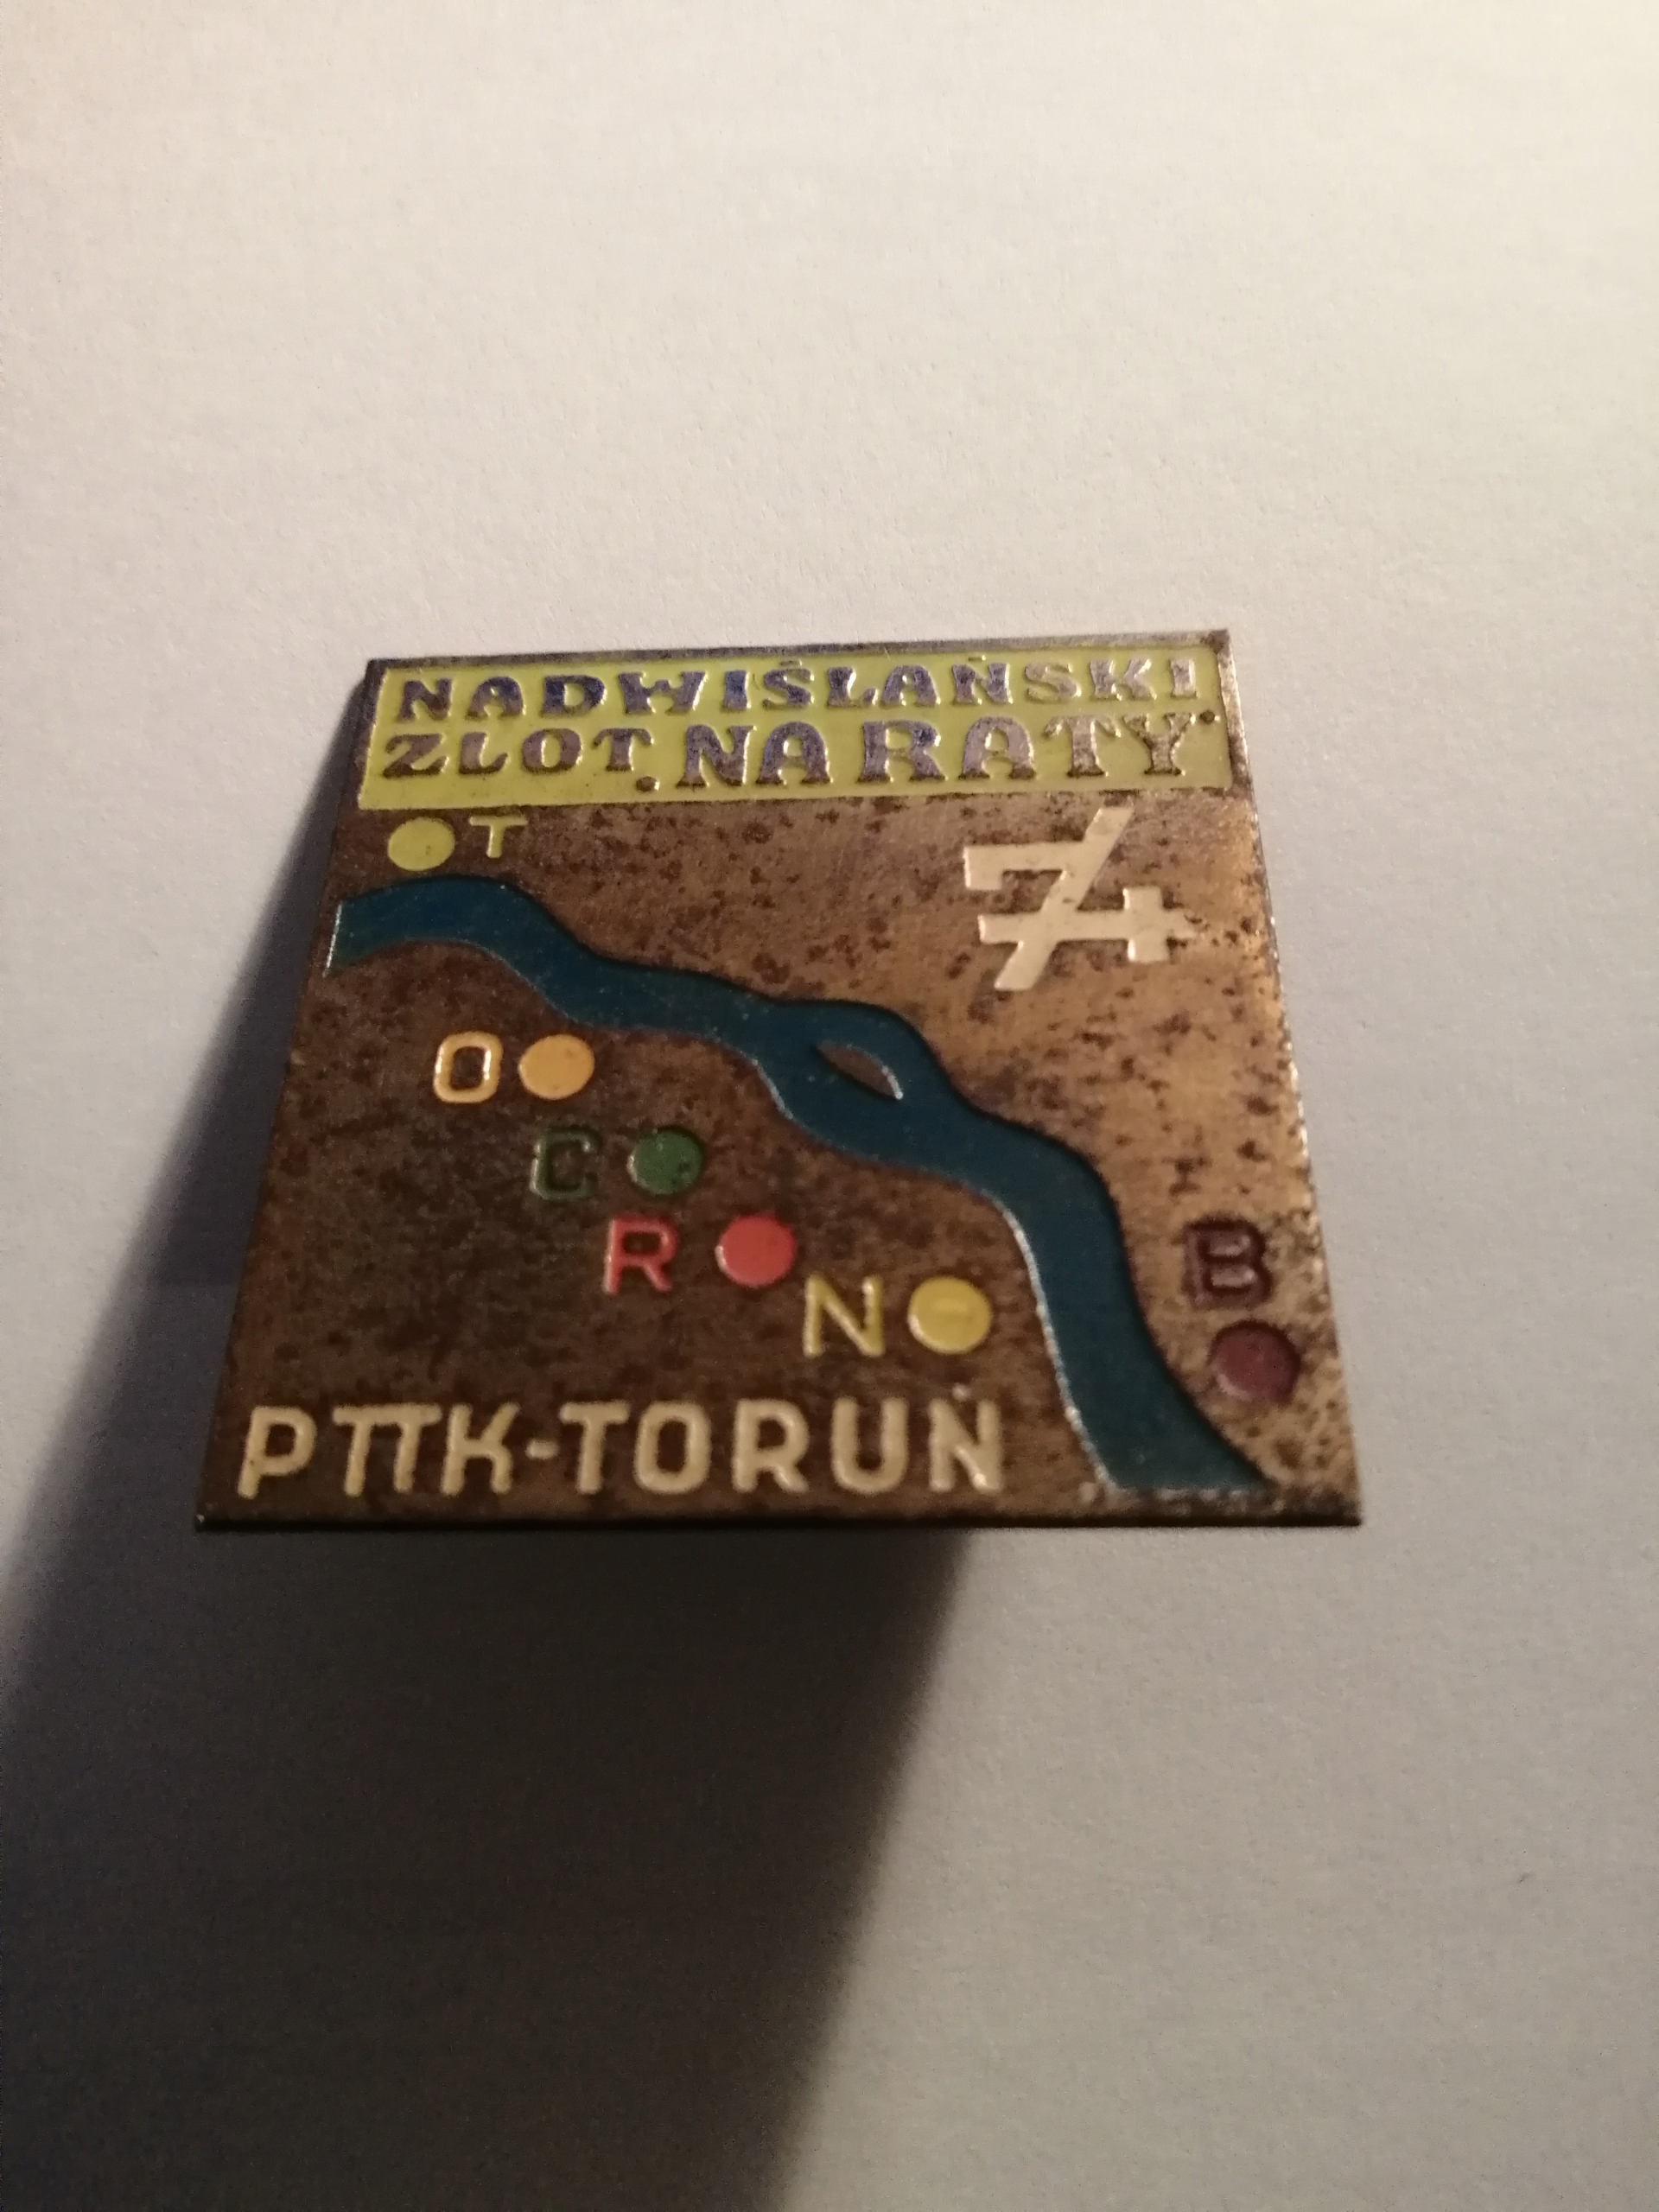 NADWIŚLAŃSKI
ZLOT „NA RATY”
T
74
O
C
R
N
B
PTTK-TORUŃ